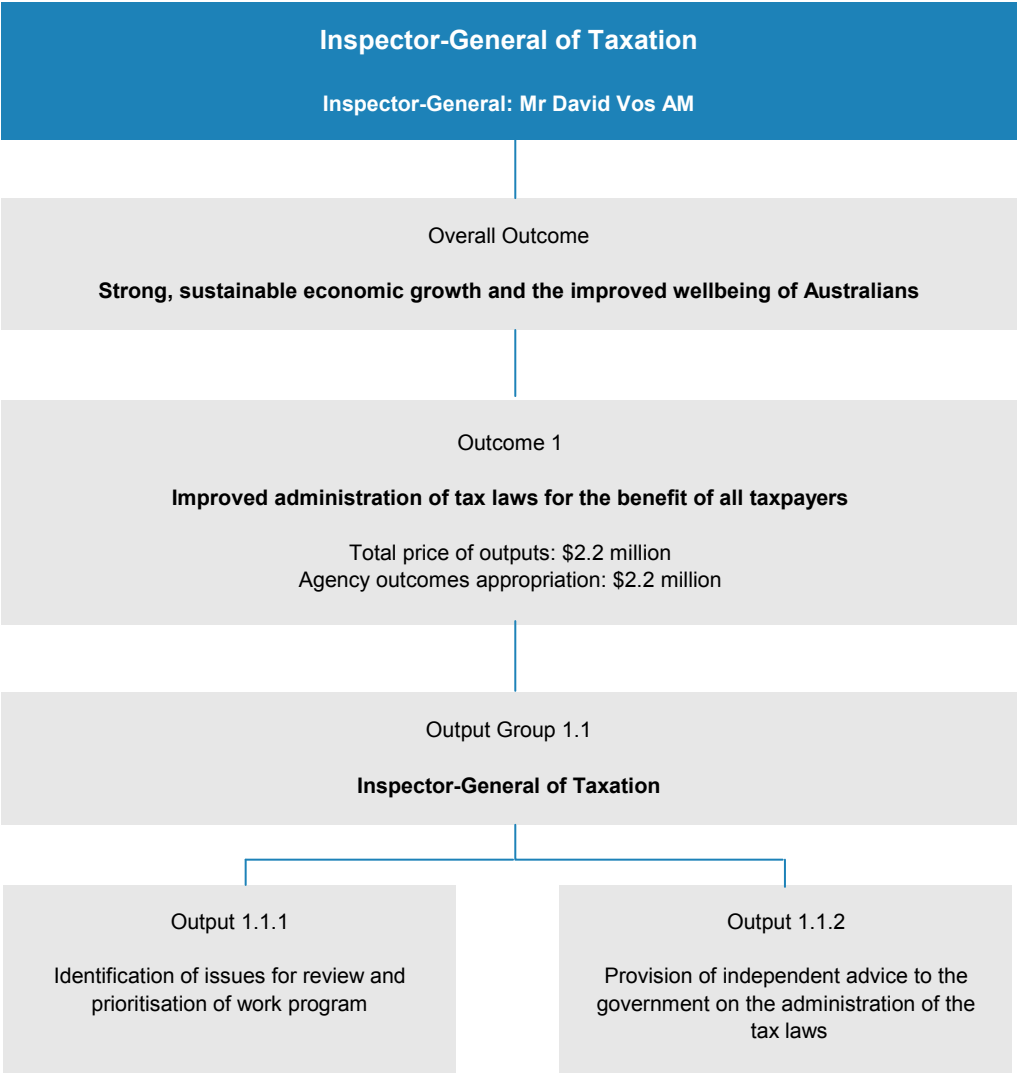 Inspector-General of Taxation
Inspector-General: Mr David Vos AM
Overall Outcome
Strong, sustainable economic growth and the improved wellbeing of Australians
Outcome 1
Improved administration of tax laws for the benefit of all taxpayers
Total price of outputs: $2.2 million
Agency outcomes appropriation: $2.2 million
Output Group 1.1
Inspector-General of Taxation
Output 1.1.1
Identification of issues for review and
prioritisation of work program
Output 1.1.2
Provision of independent advice to the
government on the administration of the
tax laws